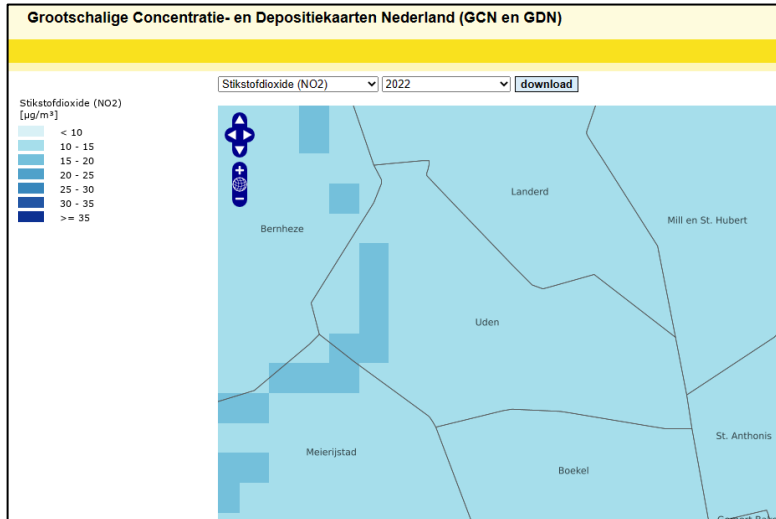 Grootschalige Concentratie- en Depositiekaarten Nederland (GCN en GDN)
Stikstofdioxide (NO2) 2022 download
Stikstofdioxide (NO2)
[µg/m³]
< 10
10 - 15
15 - 20
20 - 25
25 - 30
30 - 35
>= 35
Landerd
Mill en St. Hubert
Bernheze
Uden
St. Anthonis
Meierijstad
Boekel